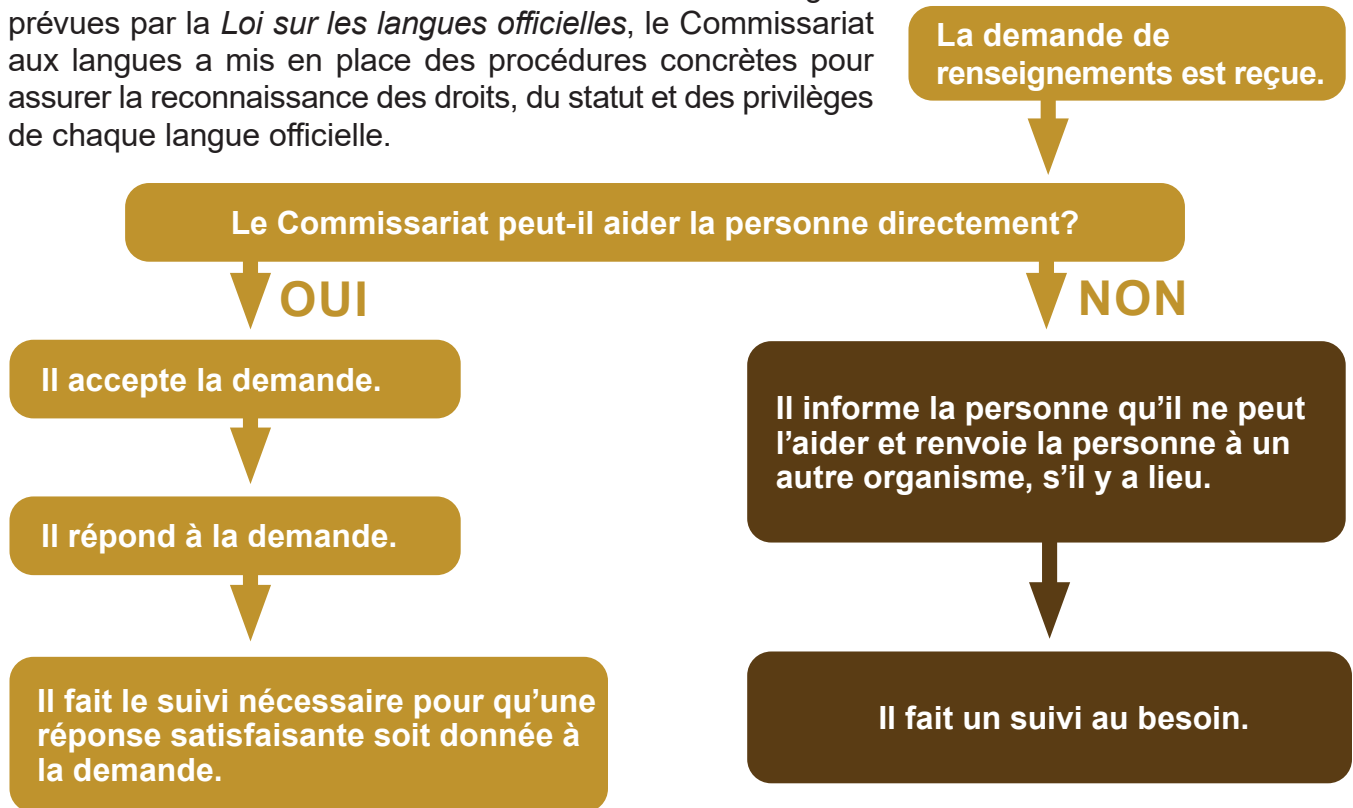 prévues par la Loi sur les langues officielles, le Commissariat
aux langues a mis en place des procédures concrètes pour
assurer la reconnaissance des droits, du statut et des privilèges
de chaque langue officielle.
La demande de
renseignements est reçue.
Le Commissariat peut-il aider la personne directement?
OUI
NON
Il accepte la demande.
Il répond à la demande.
Il fait le suivi nécessaire pour qu’une
réponse satisfaisante soit donnée à
la demande.
Il informe la personne qu’il ne peut
l’aider et renvoie la personne à un
autre organisme, s’il y a lieu.
Il fait un suivi au besoin.